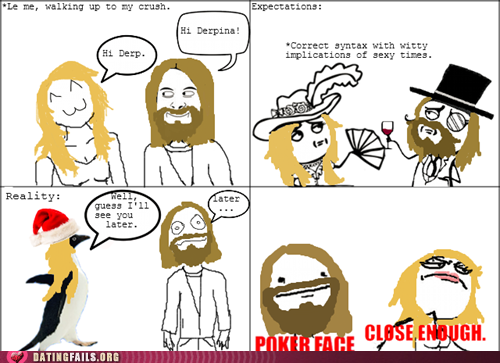 *Le me, walking up to my crush.
Hi Derp.
Hi Derpina!
Expectations:
*Correct syntax with witty
implications of sexy times.
Reality:
Well,
guess I'll
see you
later.
later
...
POKER FACE
CLOSE ENOUGH.
DATINGFAILS.ORG